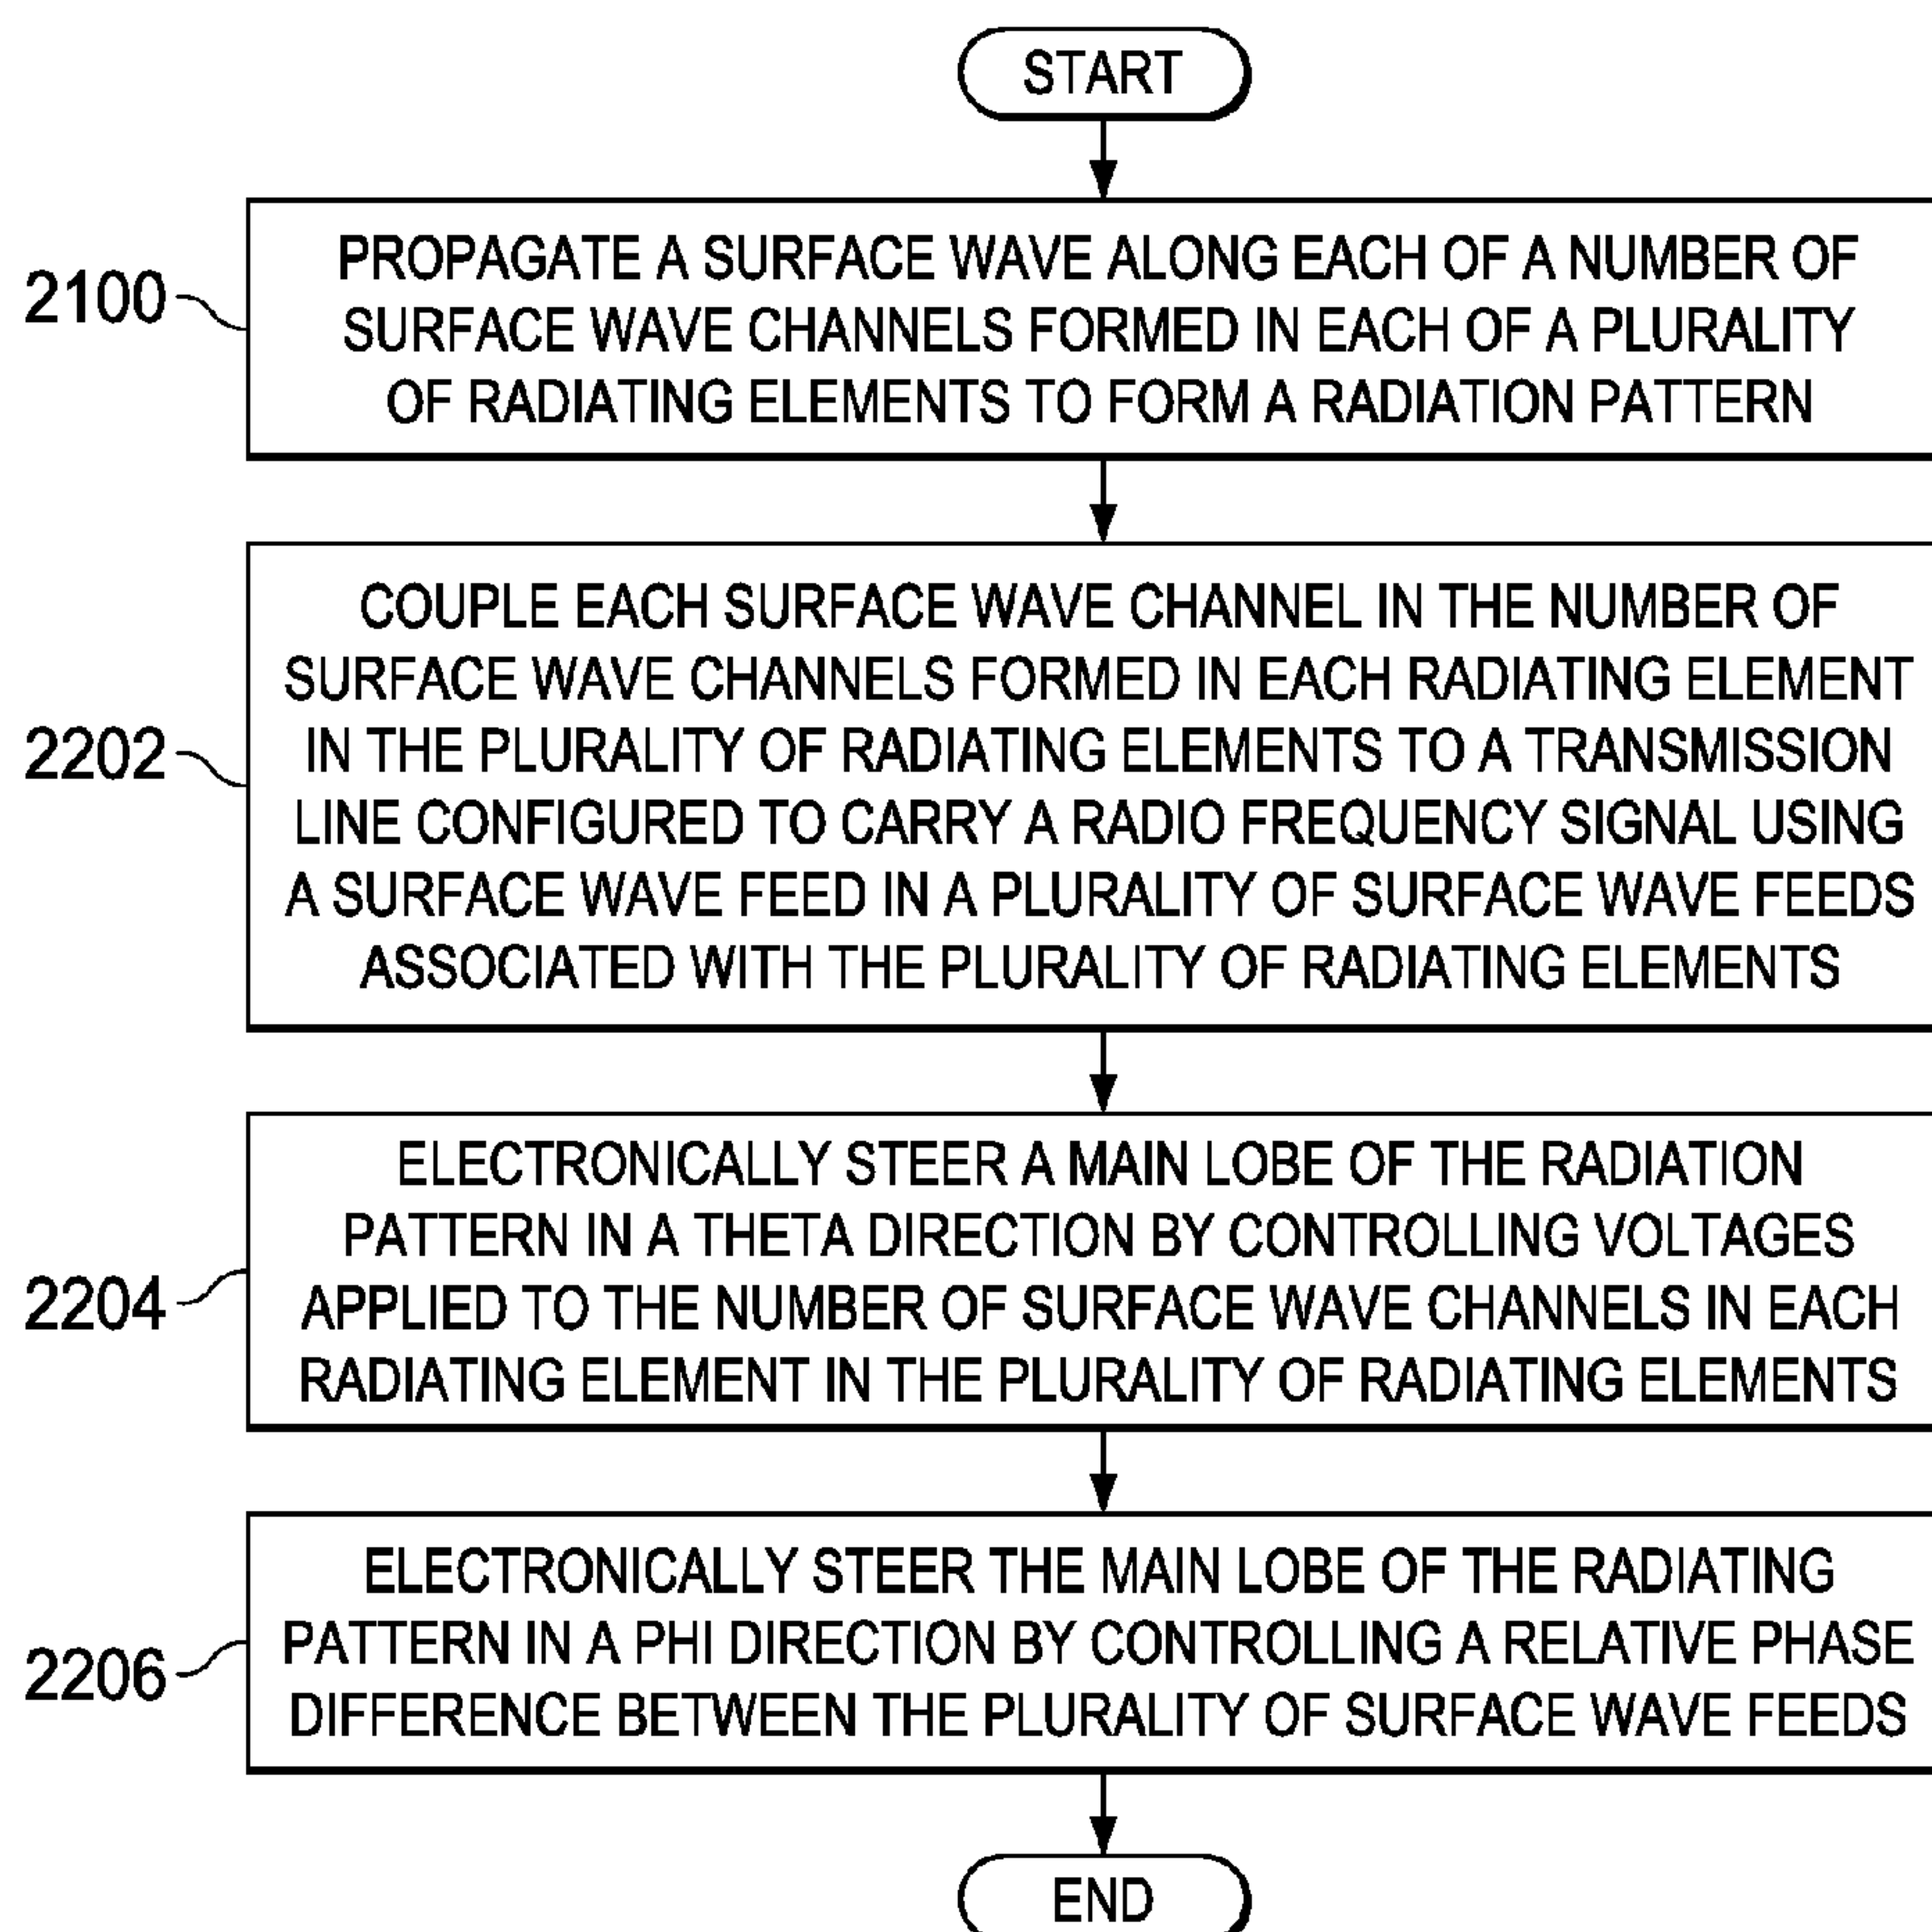 START
2100
PROPAGATE A SURFACE WAVE ALONG EACH OF A NUMBER OF
SURFACE WAVE CHANNELS FORMED IN EACH OF A PLURALITY
OF RADIATING ELEMENTS TO FORM A RADIATION PATTERN
2202
COUPLE EACH SURFACE WAVE CHANNEL IN THE NUMBER OF
SURFACE WAVE CHANNELS FORMED IN EACH RADIATING ELEMENT
IN THE PLURALITY OF RADIATING ELEMENTS TO A TRANSMISSION
LINE CONFIGURED TO CARRY A RADIO FREQUENCY SIGNAL USING
A SURFACE WAVE FEED IN A PLURALITY OF SURFACE WAVE FEEDS
ASSOCIATED WITH THE PLURALITY OF RADIATING ELEMENTS
2204
ELECTRONICALLY STEER A MAIN LOBE OF THE RADIATION
PATTERN IN A THETA DIRECTION BY CONTROLLING VOLTAGES
APPLIED TO THE NUMBER OF SURFACE WAVE CHANNELS IN EACH
RADIATING ELEMENT IN THE PLURALITY OF RADIATING ELEMENTS
2206
ELECTRONICALLY STEER THE MAIN LOBE OF THE RADIATING
PATTERN IN A PHI DIRECTION BY CONTROLLING A RELATIVE PHASE
DIFFERENCE BETWEEN THE PLURALITY OF SURFACE WAVE FEEDS
END